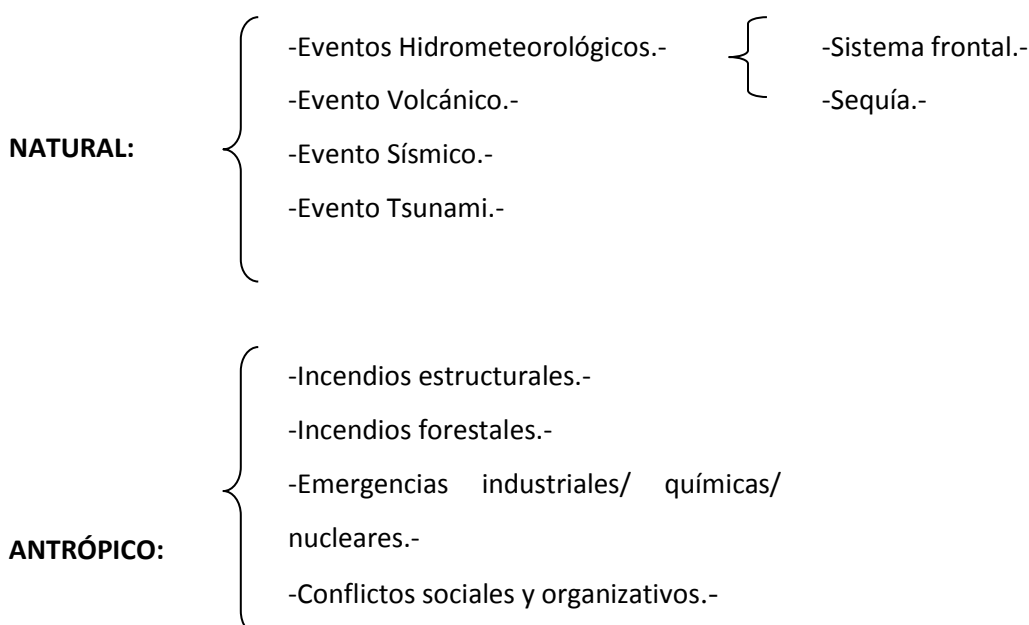 -Eventos Hidrometeorológicos.-
-Sistema frontal.-
-Evento Volcánico.-
-Sequía.-
NATURAL:
-Evento Sísmico.-
-Evento Tsunami.-
-Incendios estructurales.-
-Incendios forestales.-
-Emergencias industriales/ químicas/
nucleares.-
ANTRÓPICO:
-Conflictos sociales y organizativos.-